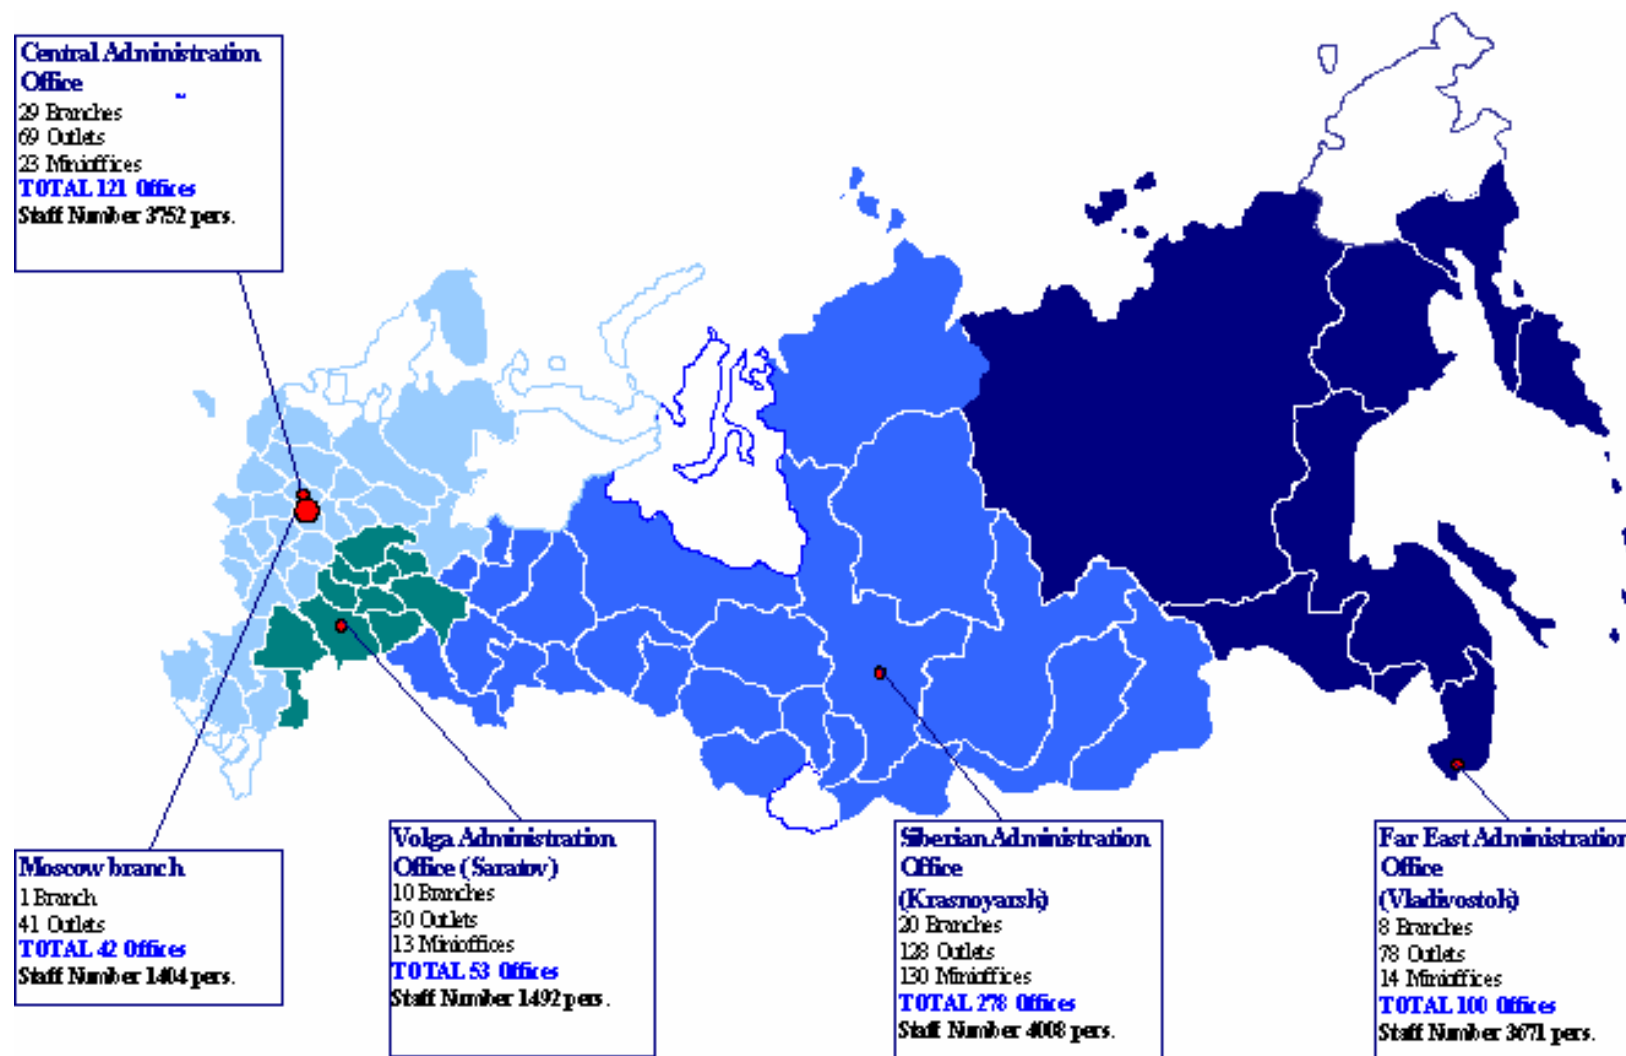 Central Administration
Office
29 Branches
69 Outlets
23 Minioffices
TOTAL 121 Offices
Staff Number 3752 pers.
Moscow branch
1 Branch
41 Outlets
TOTAL 42 Offices
Staff Number 1404 pers.
Volga Administration
Office (Saratov)
10 Branches
30 Outlets
13 Minioffices
TOTAL 53 Offices
Staff Number 1492 pers.
Siberian Administration
Office
(Krasnoyarsk)
20 Branches
128 Outlets
130 Minioffices
TOTAL 278 Offices
Staff Number 4008 pers.
Far East Administration
Office
(Vladivostok)
8 Branches
78 Outlets
14 Minioffices
TOTAL 100 Offices
Staff Number 3671 pers.